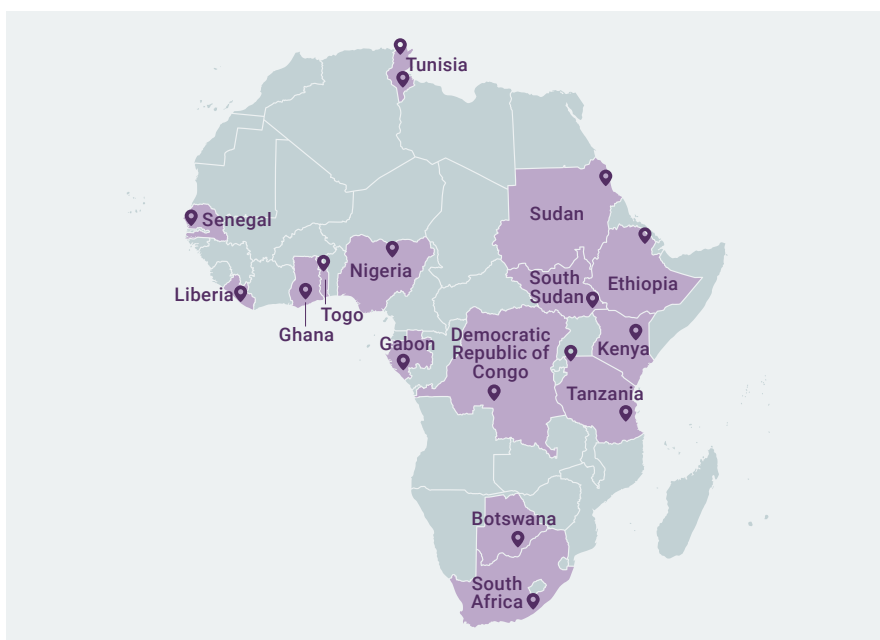 Tunisia
Senegal
Sudan
Nigeria
South
Sudan
Ethiopia
Liberia
Togo
Ghana
Gabon
Democratic
Republic of
Congo
Kenya
Tanzania
Botswana
South
Africa